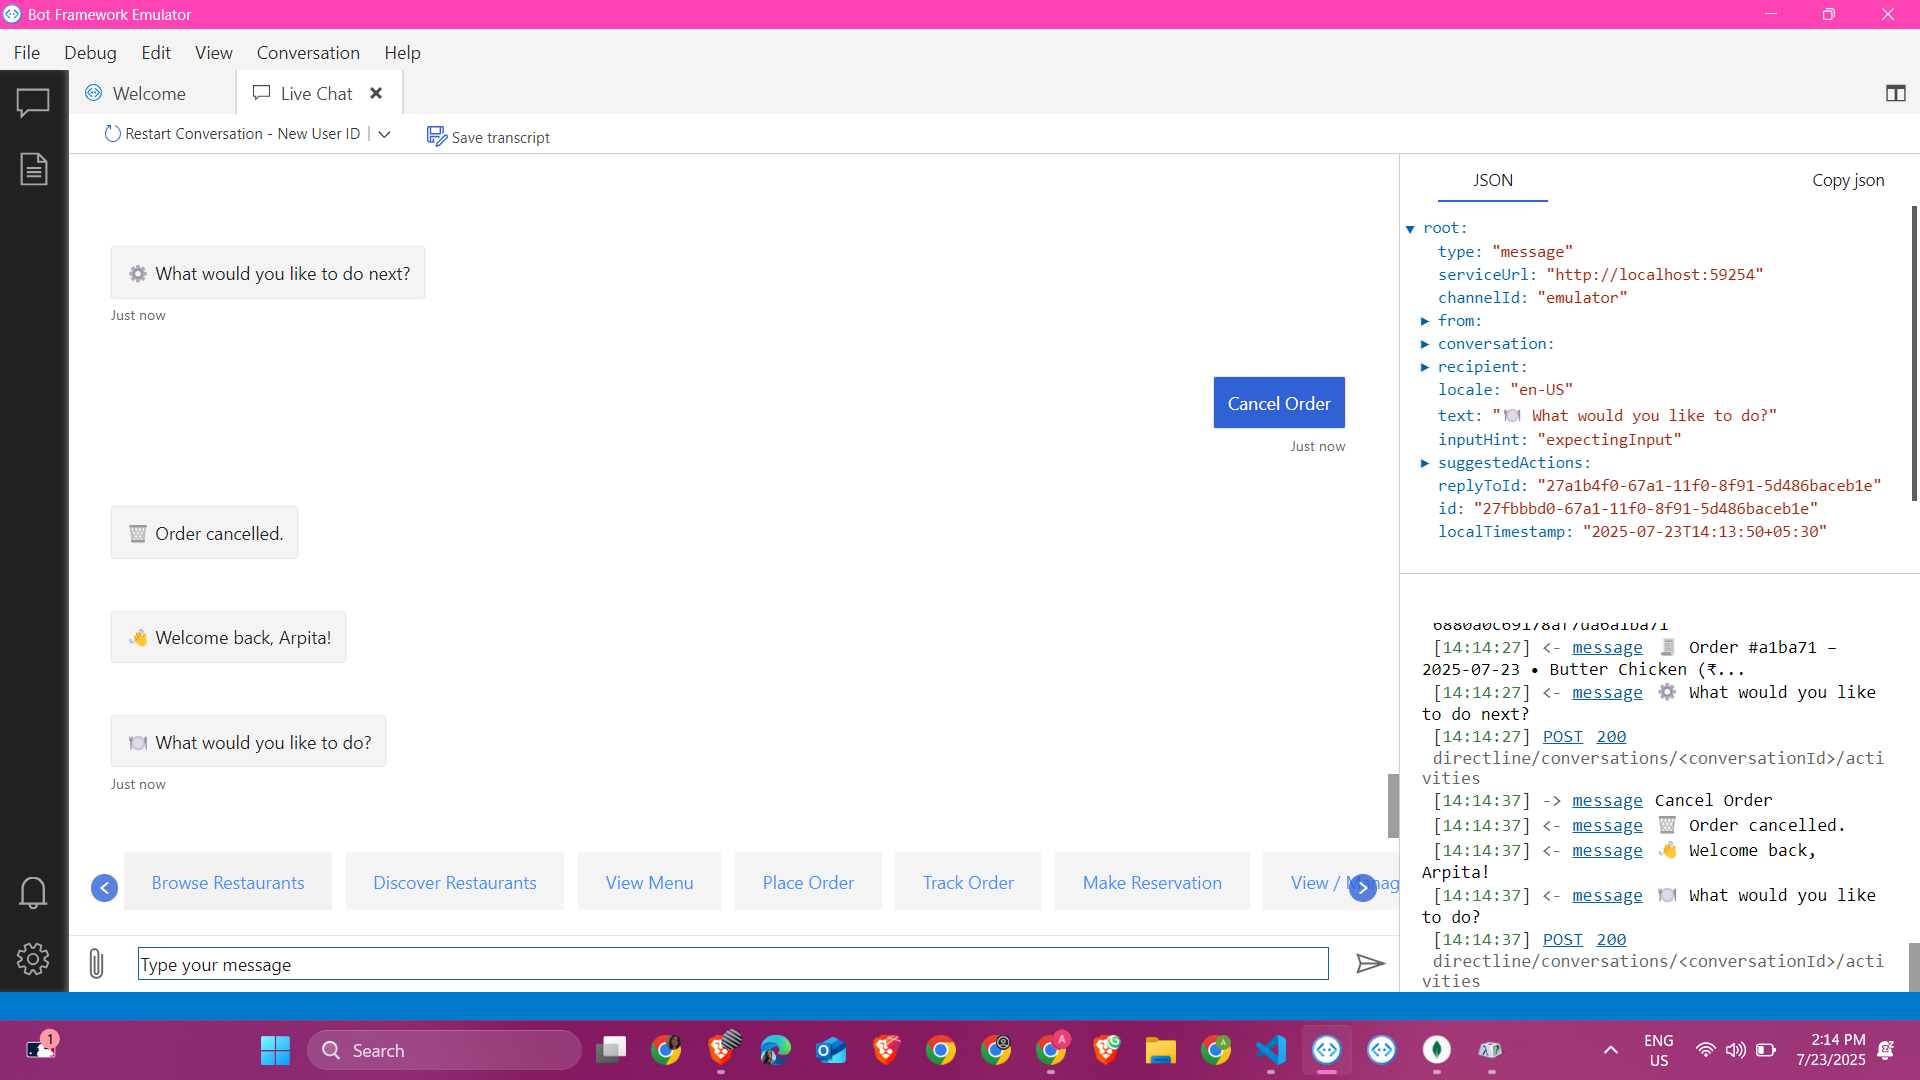 Bot Framework Emulator
File Debug Edit View Conversation Help
Welcome
Live Chat
Restart Conversation - New User ID
Save transcript
⚙️ What would you like to do next?
Just now
Cancel Order
Just now
🗑️ Order cancelled.
👋 Welcome back, Arpita!
🍽️ What would you like to do?
Just now
Browse Restaurants
Discover Restaurants
View Menu
Place Order
Track Order
Make Reservation
View / Manag
Type your message
JSON
Copy json
root:
type: "message"
serviceUrl: "http://localhost:59254"
channelId: "emulator"
from:
conversation:
recipient:
locale: "en-US"
text: "🍽️ What would you like to do?"
inputHint: "expectingInput"
suggestedActions:
replyToId: "27a1b4f0-67a1-11f0-8f91-5d486baceb1e"
id: "27fbbbd0-67a1-11f0-8f91-5d486baceb1e"
localTimestamp: "2025-07-23T14:13:50+05:30"
[14:14:27] <- message 🧾 Order #a1ba71 –
2025-07-23 • Butter Chicken (₹...
[14:14:27] <- message ⚙️ What would you like
to do next?
[14:14:27] POST 200
directline/conversations/<conversationId>/acti
vities
[14:14:37] -> message Cancel Order
[14:14:37] <- message 🗑️ Order cancelled.
[14:14:37] <- message 👋 Welcome back,
Arpita!
[14:14:37] <- message 🍽️ What would you like
to do?
[14:14:37] POST 200
directline/conversations/<conversationId>/acti
vities
1
Search
ENG
US
2:14 PM
7/23/2025